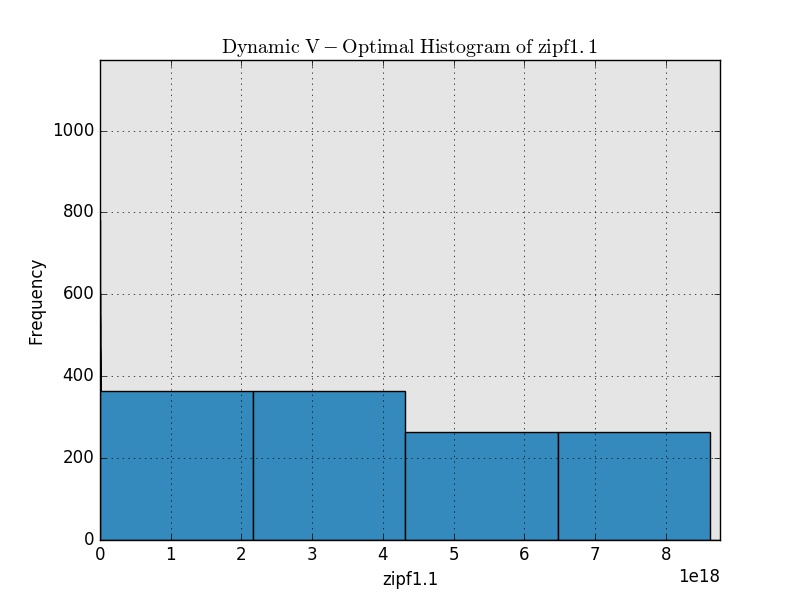 Dynamic V − Optimal Histogram of zipf1.1
1000
800
600
400
200
0
Frequency
0 1 2 3 4 5 6 7 8
1e18
zipf1.1